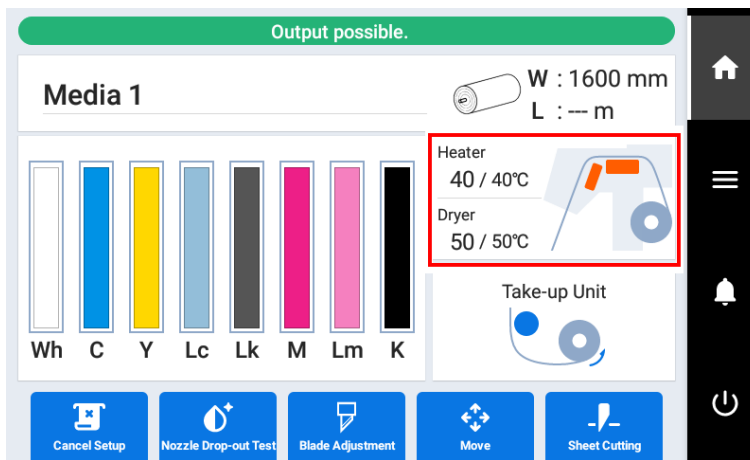 Output possible.
Media 1
W : 1600 mm
L : --- m
Heater
40 / 40℃
Dryer
50 / 50℃
Wh C Y Lc Lk M Lm K
Take-up Unit
Cancel Setup
Nozzle Drop-out Test
Blade Adjustment
Move
Sheet Cutting